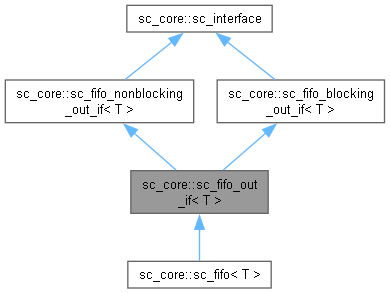 sc_core::sc_interface
sc_core::sc_fifo_nonblocking
_out_if< T >
sc_core::sc_fifo_blocking
_out_if< T >
sc_core::sc_fifo_out
_if< T >
sc_core::sc_fifo< T >